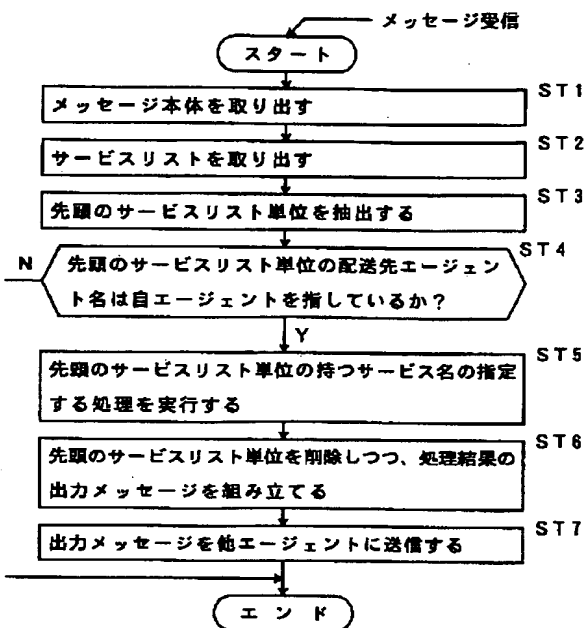 メッセージ受信
スタート
ST1
メッセージ本体を取り出す
ST2
サービスリストを取り出す
ST3
先頭のサービスリスト単位を抽出する
ST4
N
先頭のサービスリスト単位の配送先エージェン
ト名は自エージェントを指しているか？
Y
ST5
先頭のサービスリスト単位の持つサービス名の指定
する処理を実行する
ST6
先頭のサービスリスト単位を削除しつつ、処理結果の
出力メッセージを組み立てる
ST7
出力メッセージを他エージェントに送信する
エンド